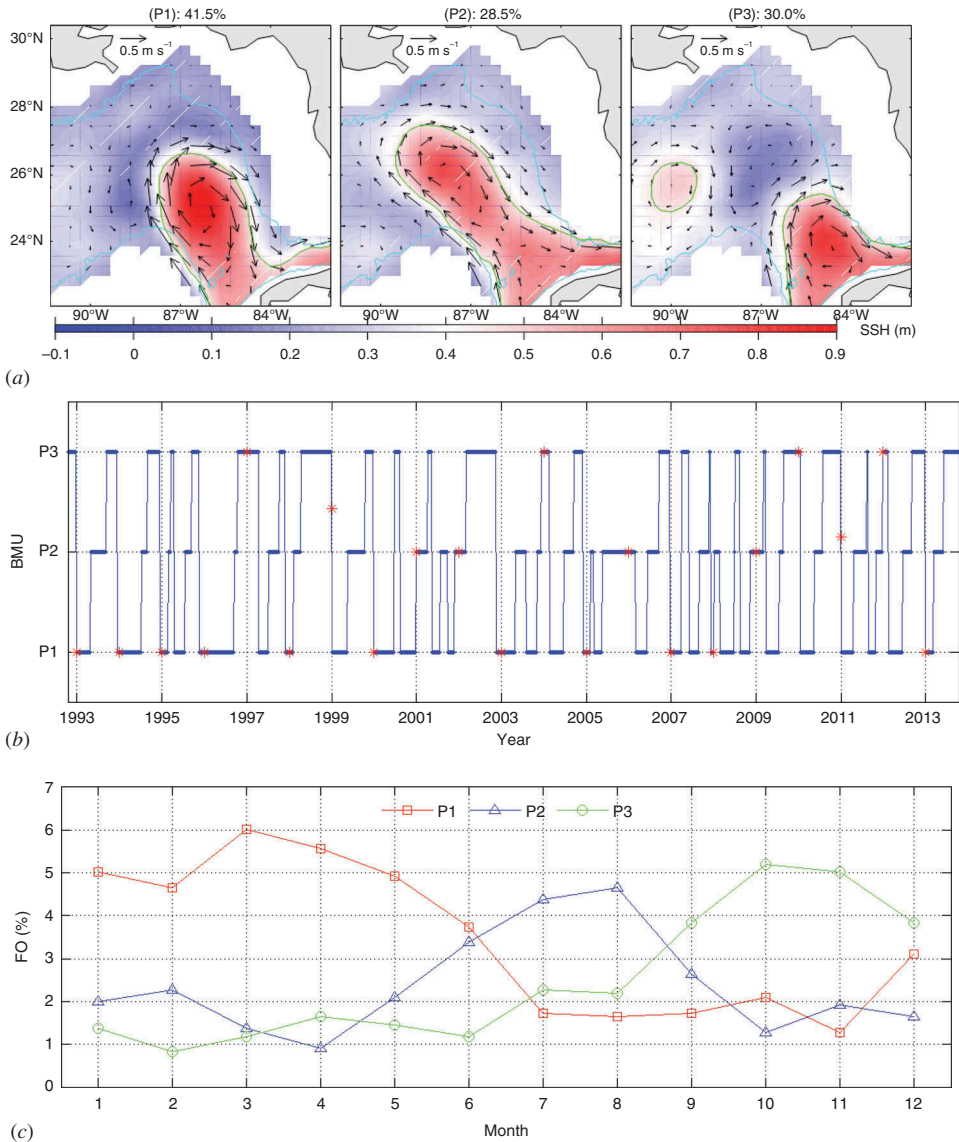 (P1): 41.5% (P2): 28.5% (P3): 30.0%
30°N 0.5 m s⁻¹ 0.5 m s⁻¹ 0.5 m s⁻¹
28°N
26°N
24°N
90°W 87°W 84°W 90°W 87°W 84°W 90°W 87°W 84°W
SSH (m)
−0.1 0 0.1 0.2 0.3 0.4 0.5 0.6 0.7 0.8 0.9
(a)
P3
P2
P1
BMU
1993 1995 1997 1999 2001 2003 2005 2007 2009 2011 2013
Year
(b)
7
6
5
4
3
2
1
0
FO (%)
P1 P2 P3
1 2 3 4 5 6 7 8 9 10 11 12
Month
(c)